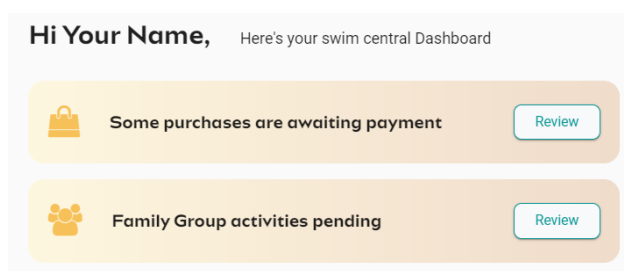 Hi Your Name, Here's your swim central Dashboard
Some purchases are awaiting payment Review
Family Group activities pending Review